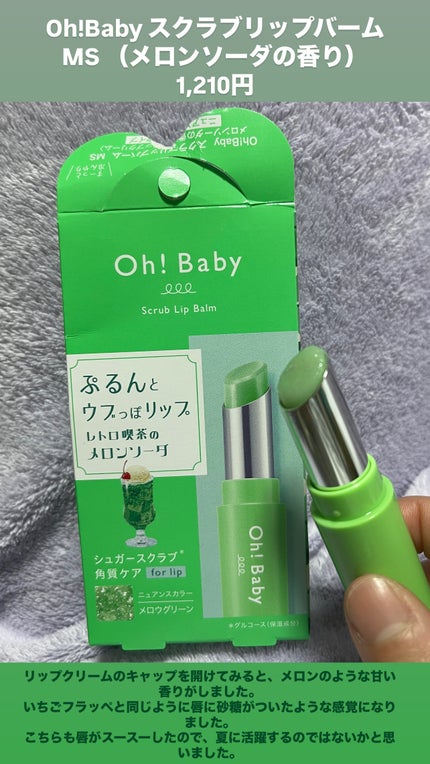 Oh!Baby スクラブリップバーム
MS （メロンソーダの香り）
1,210円
Oh! Baby
Scrub Lip Balm
ぷるんと
ウブっぽリップ
レトロ喫茶の
メロンソーダ
シュガースクラブ*
角質ケア for lip
ニュアンスカラー
メロウグリーン
Oh! Baby
*グルコース(保湿成分)
リップクリームのキャップを開けてみると、メロンのような甘い
香りがしました。
いちごフラッペと同じように唇に砂糖がついたような感覚になり
ました。
こちらも唇がスースーしたので、夏に活躍するのではないかと思
いました。